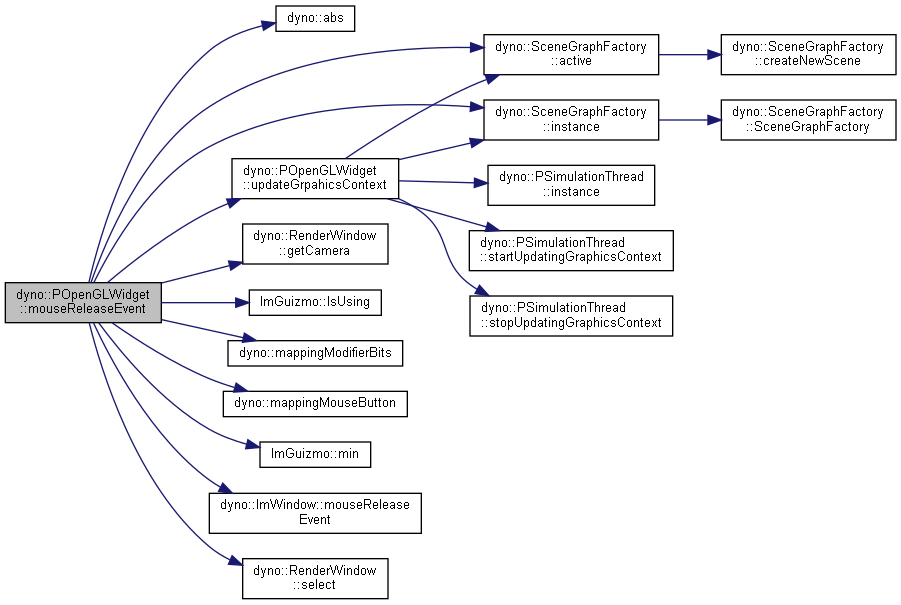 dyno::POpenGLWidget
::mouseReleaseEvent
dyno::abs
dyno::POpenGLWidget
::updateGrpahicsContext
dyno::RenderWindow
::getCamera
ImGuizmo::IsUsing
dyno::mappingModifierBits
dyno::mappingMouseButton
ImGuizmo::min
dyno::ImWindow::mouseRelease
Event
dyno::RenderWindow
::select
dyno::SceneGraphFactory
::active
dyno::SceneGraphFactory
::instance
dyno::PSimulationThread
::instance
dyno::PSimulationThread
::startUpdatingGraphicsContext
dyno::PSimulationThread
::stopUpdatingGraphicsContext
dyno::SceneGraphFactory
::createNewScene
dyno::SceneGraphFactory
::SceneGraphFactory